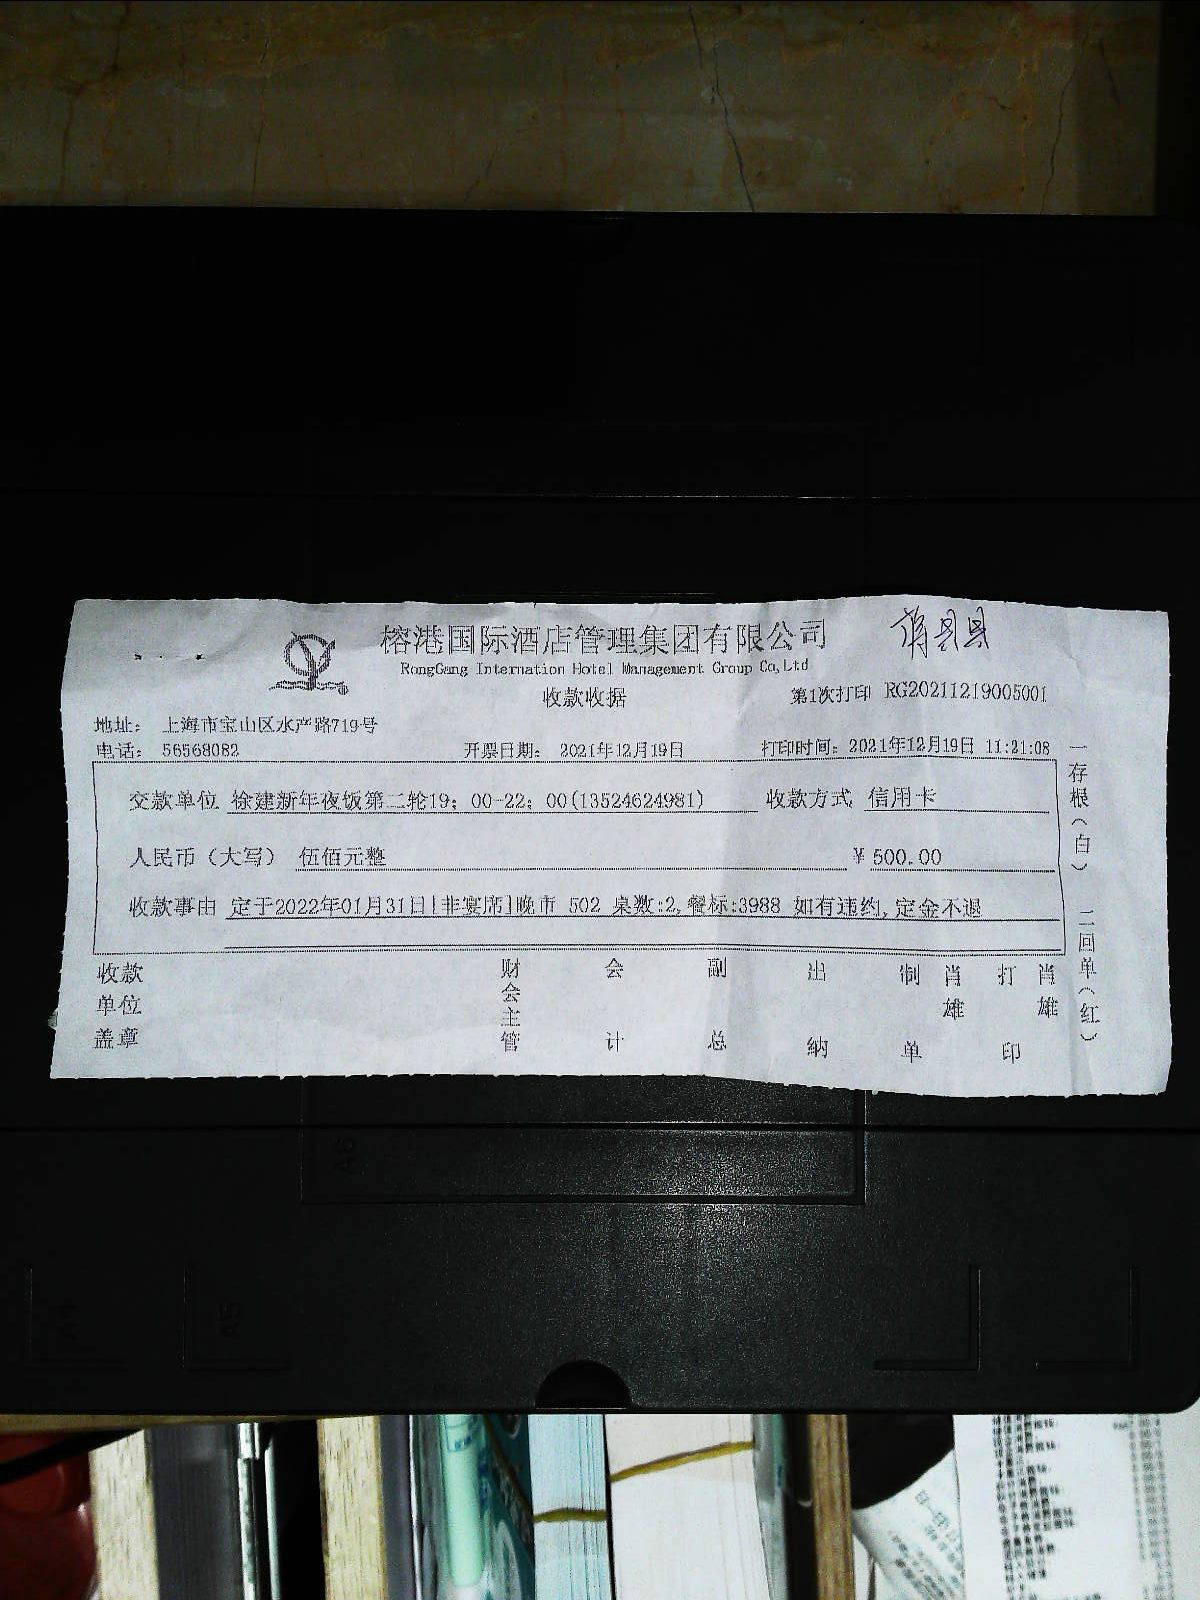 榕港国际酒店管理集团有限公司
RongGang Internation Hotel Management Group Co,Ltd
收款收据
第1次打印 RG20211219005001
地址： 上海市宝山区水产路719号
电话： 56568082 开票日期： 2021年12月19日 打印时间：2021年12月19日 11:21:08
交款单位 徐建新年夜饭第二轮19；00-22；00(13524624981) 收款方式 信用卡
人民币（大写） 伍佰元整 ￥500.00
收款事由 定于2022年01月31日[非宴席]晚市 502 桌数:2,餐标:3988 如有违约,定金不退
收款单位盖章 财会主管 会计 副总 出纳 制单 肖雄 打印 肖雄
一存根（白） 二回单（红）
A6
A5